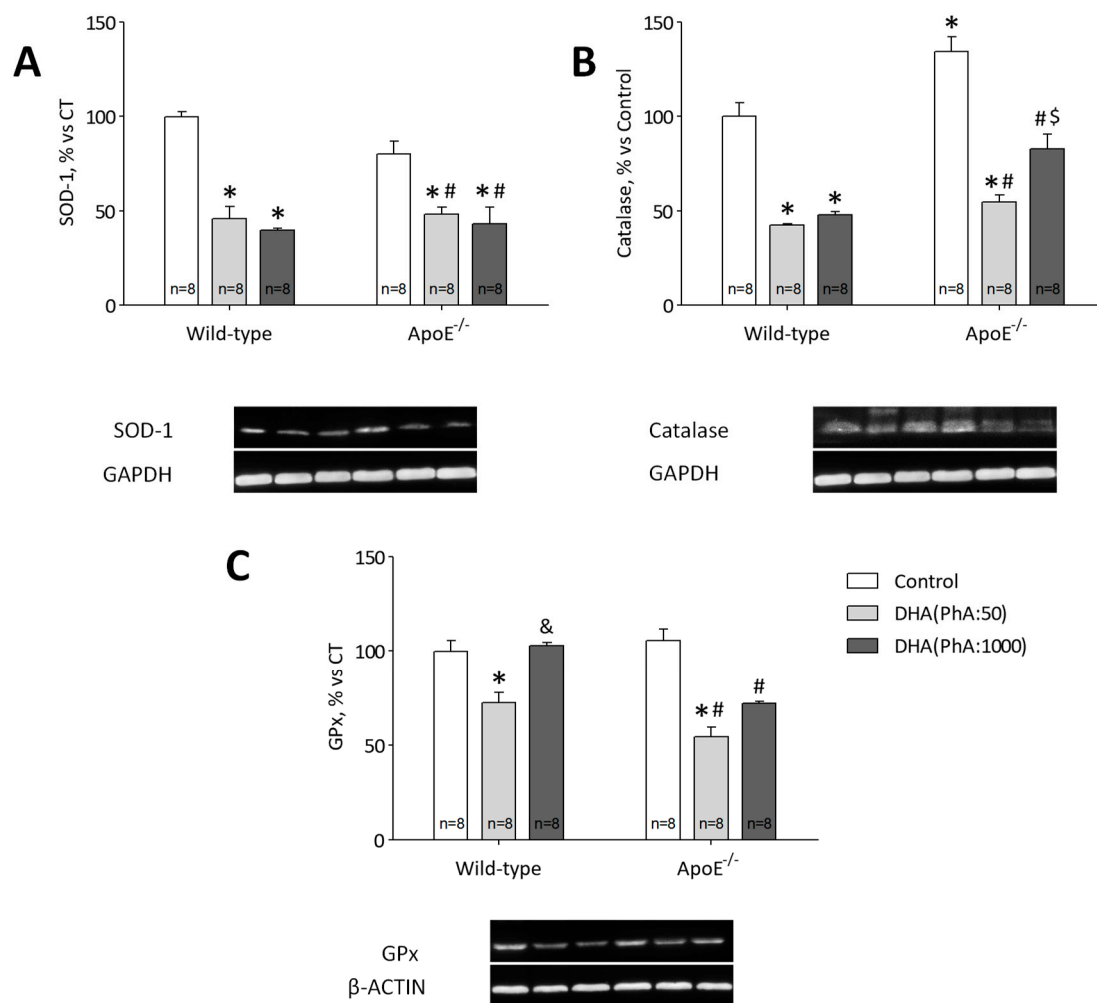 A
SOD-1, % vs CT
150
100
50
0
*
*
* #
* #
n=8
n=8
n=8
n=8
n=8
n=8
Wild-type
ApoE-/-
SOD-1
GAPDH
B
Catalase, % vs Control
150
100
50
0
*
*
*
* #
# $
n=8
n=8
n=8
n=8
n=8
n=8
Wild-type
ApoE-/-
Catalase
GAPDH
C
GPx, % vs CT
150
100
50
0
*
&
* #
#
n=8
n=8
n=8
n=8
n=8
n=8
Wild-type
ApoE-/-
Control
DHA(PhA:50)
DHA(PhA:1000)
GPx
β-ACTIN